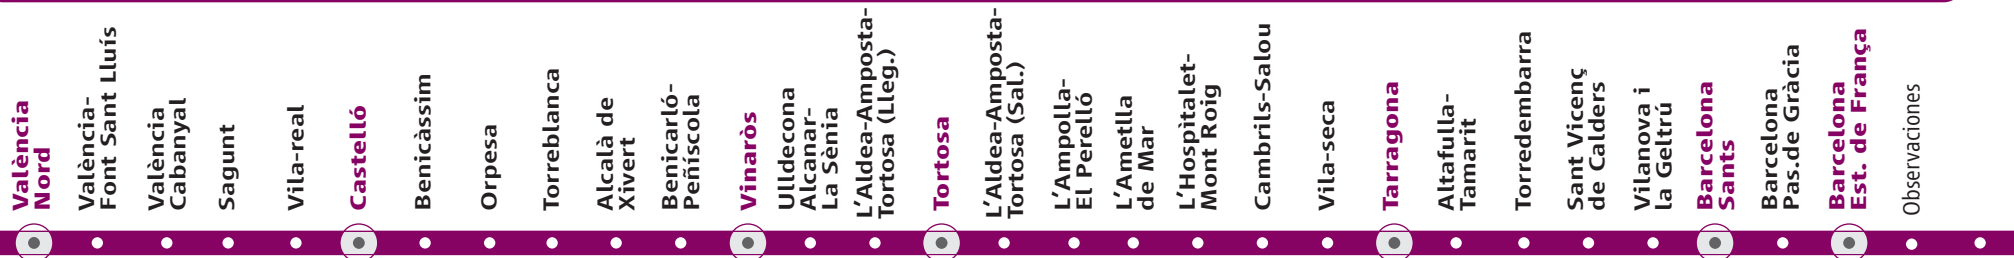 València
Nord
València-
Font Sant Lluís
València
Cabanyal
Sagunt
Vila-real
Castelló
Benicàssim
Orpesa
Torreblanca
Alcalà de
Xivert
Benicarló-
Peñíscola
Vinaròs
Ulldecona
Alcanar-
La Sènia
L’Aldea-Amposta-
Tortosa (Lleg.)
Tortosa
L’Aldea-Amposta-
Tortosa (Sal.)
L’Ampolla-
El Perelló
L’Ametlla
de Mar
L’Hospitalet-
Mont Roig
Cambrils-Salou
Vila-seca
Tarragona
Altafulla-
Tamarit
Torredembarra
Sant Vicenç
de Calders
Vilanova i
la Geltrú
Barcelona
Sants
Barcelona
Pas.de Gràcia
Barcelona
Est. de França
Observaciones